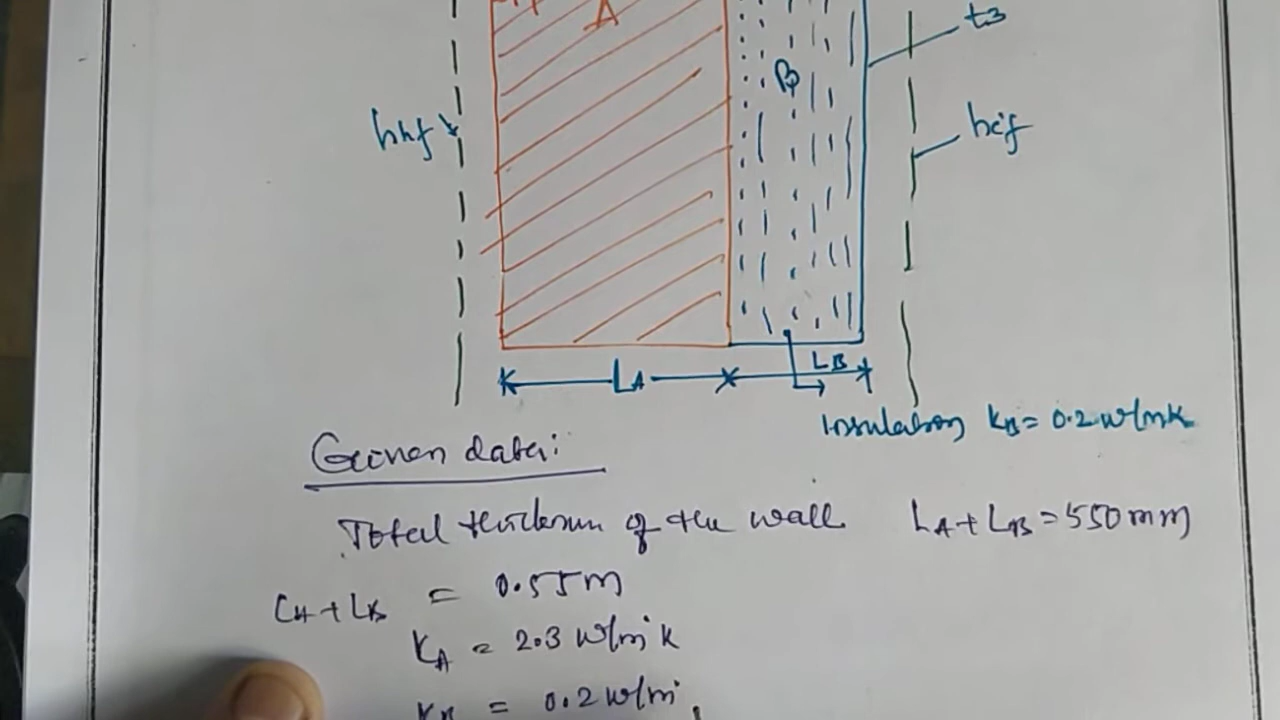 A
t3
B
hhf
hcf
LA
LB
Insulation KB = 0.2 W/mK
Given data:
Total thickness of the wall LA + LB = 550 mm
LA + LB = 0.55 m
KA = 2.3 W/m K
KB = 0.2 W/m